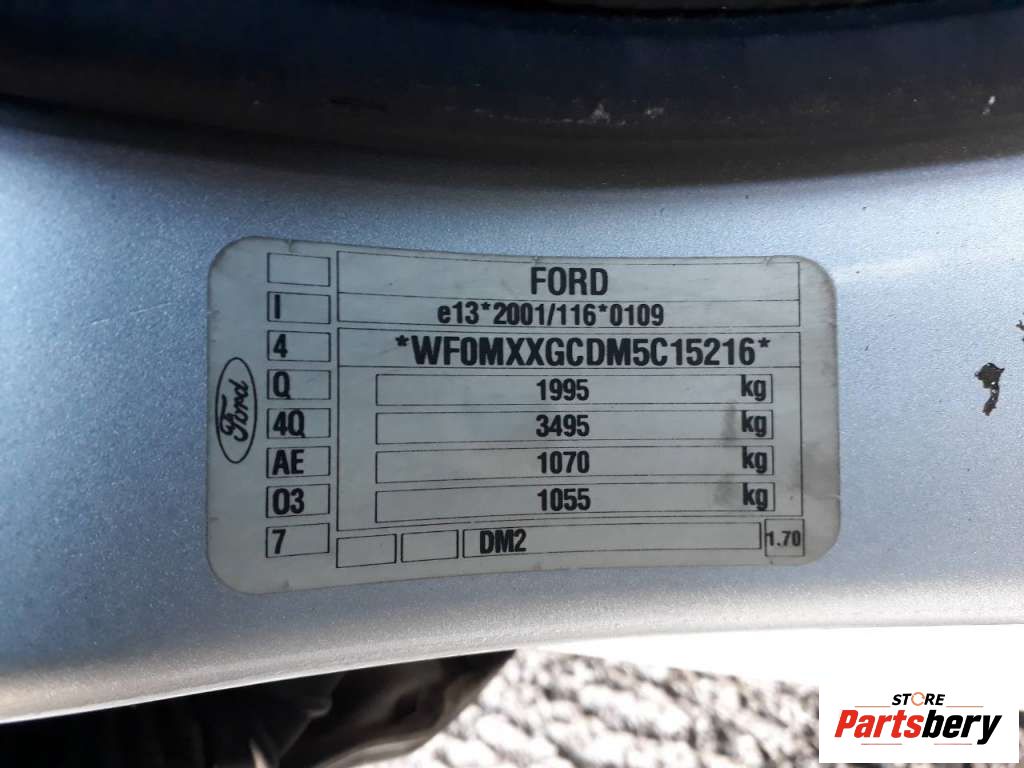 FORD
I e13*2001/116*0109
4 *WF0MXXGCDM5C15216*
Q 1995 kg
4Q 3495 kg
AE 1070 kg
O3 1055 kg
7 DM2 1.70
Ford
STORE
Partsbery